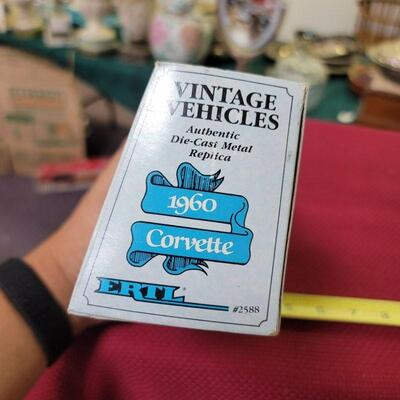 VINTAGE
VEHICLES
Authentic
Die-Cast Metal
Replica
1960
Corvette
ERTL®
#2588